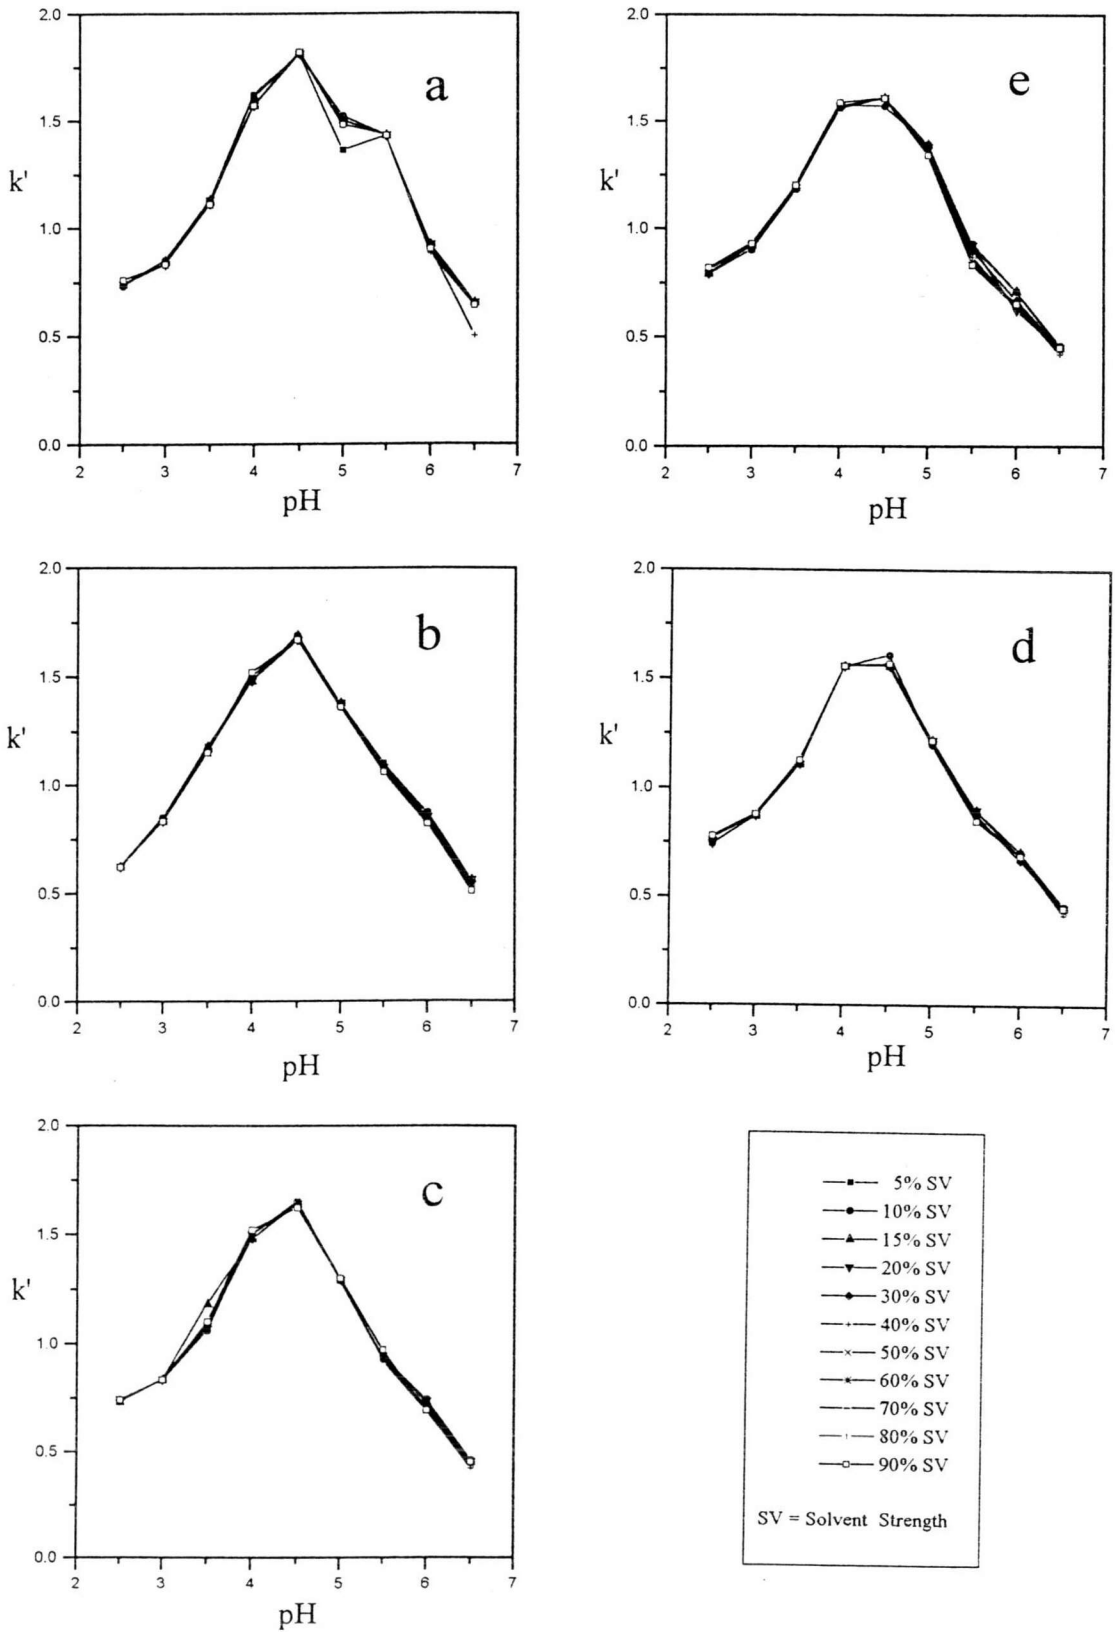 2.0
1.5
1.0
0.5
0.0
k'
a
2 3 4 5 6 7
pH
2.0
1.5
1.0
0.5
0.0
k'
e
2 3 4 5 6 7
pH
2.0
1.5
1.0
0.5
0.0
k'
b
2 3 4 5 6 7
pH
2.0
1.5
1.0
0.5
0.0
k'
d
2 3 4 5 6 7
pH
2.0
1.5
1.0
0.5
0.0
k'
c
2 3 4 5 6 7
pH
5% SV
10% SV
15% SV
20% SV
30% SV
40% SV
50% SV
60% SV
70% SV
80% SV
90% SV
SV = Solvent Strength